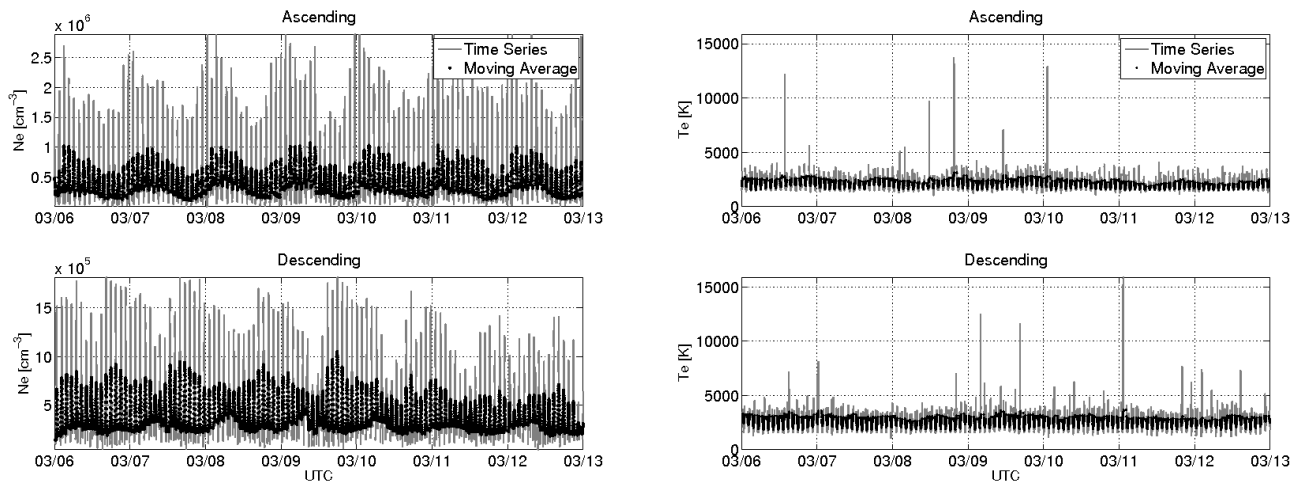 Ascending
x 10^6
Time Series
Moving Average
2.5
2
1.5
1
0.5
Ne [cm^-3]
03/06 03/07 03/08 03/09 03/10 03/11 03/12 03/13
Descending
x 10^5
15
10
5
Ne [cm^-3]
03/06 03/07 03/08 03/09 03/10 03/11 03/12 03/13
UTC
Ascending
Time Series
Moving Average
15000
10000
5000
0
Te [K]
03/06 03/07 03/08 03/09 03/10 03/11 03/12 03/13
Descending
15000
10000
5000
0
Te [K]
03/06 03/07 03/08 03/09 03/10 03/11 03/12 03/13
UTC